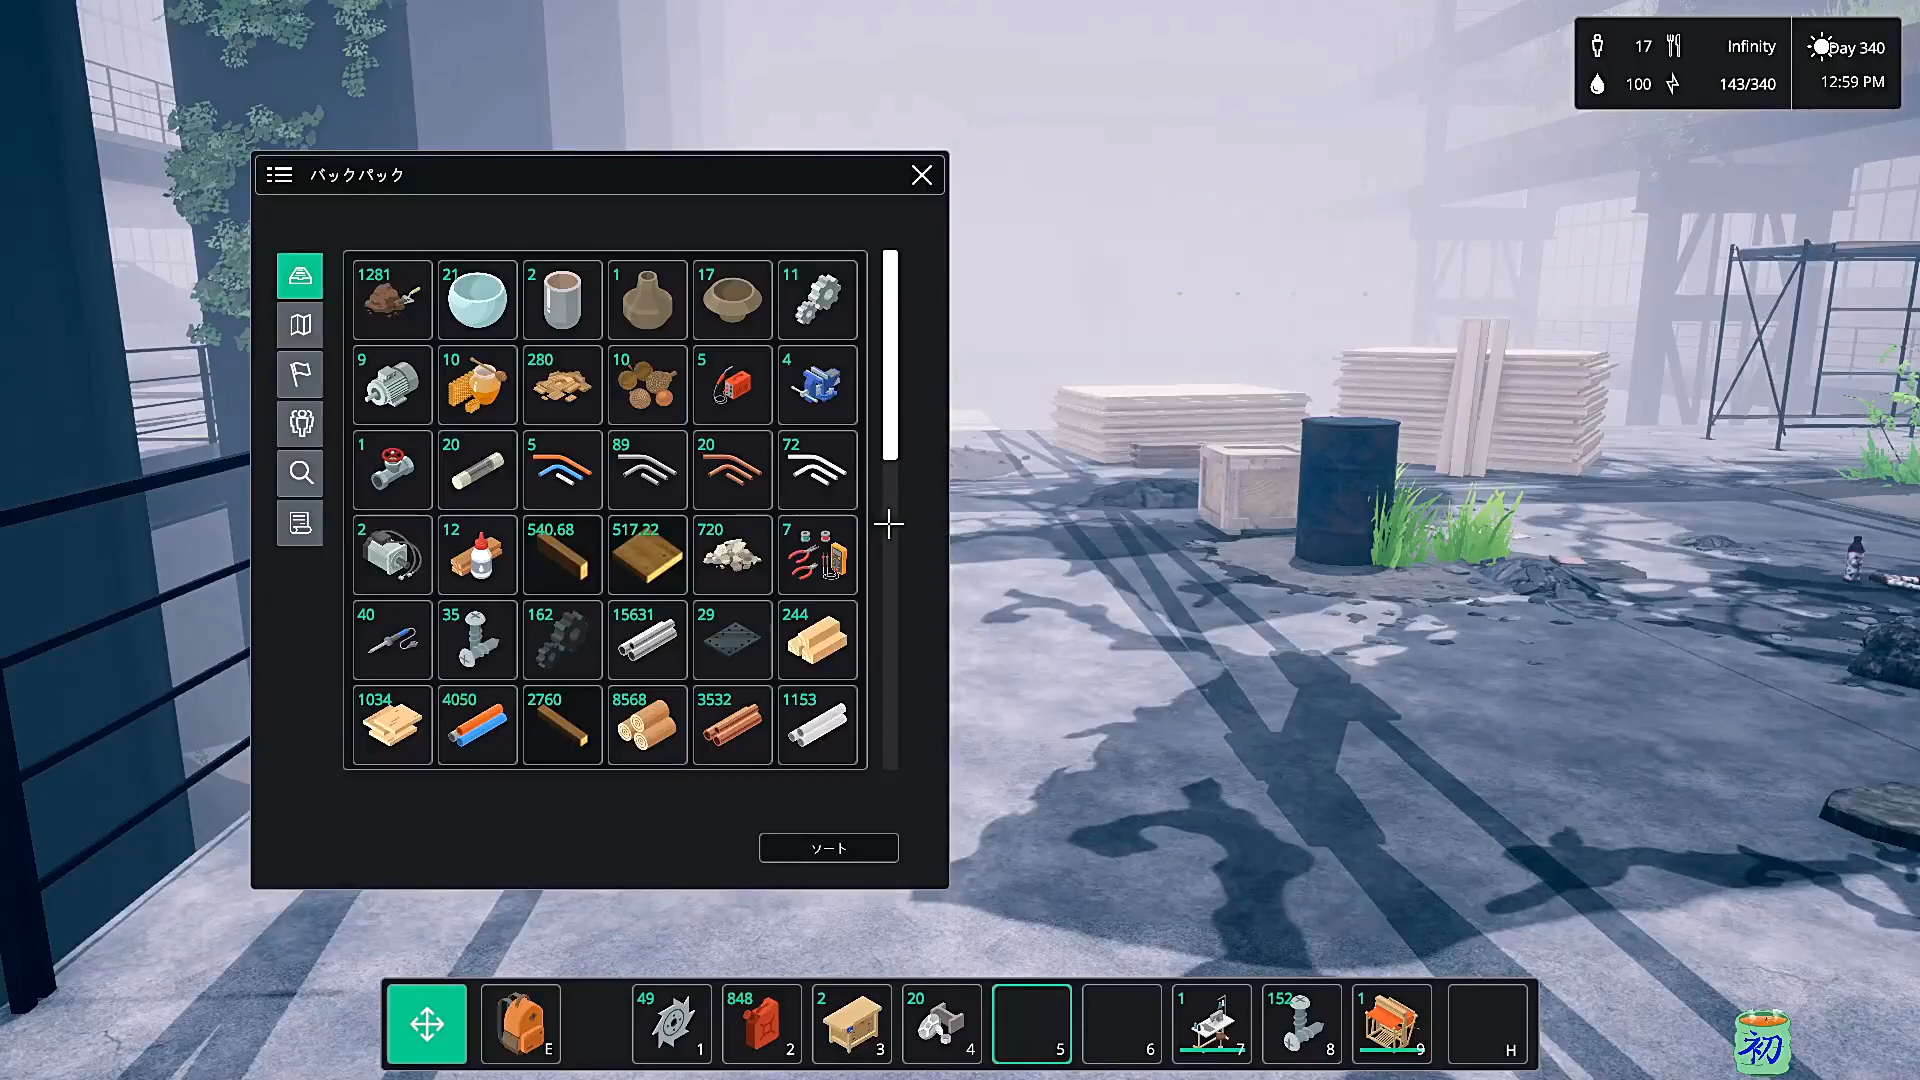 17 Infinity Day 340
100 143/340 12:59 PM
バックパック
1281 21 2 1 17 11
9 10 280 10 5 4
1 20 5 89 20 72
2 12 540.68 517.22 720 7
40 35 162 15631 29 244
1034 4050 2760 8568 3532 1153
ソート
49 848 2 20 1 152 1
E 1 2 3 4 5 6 7 8 9 H
初